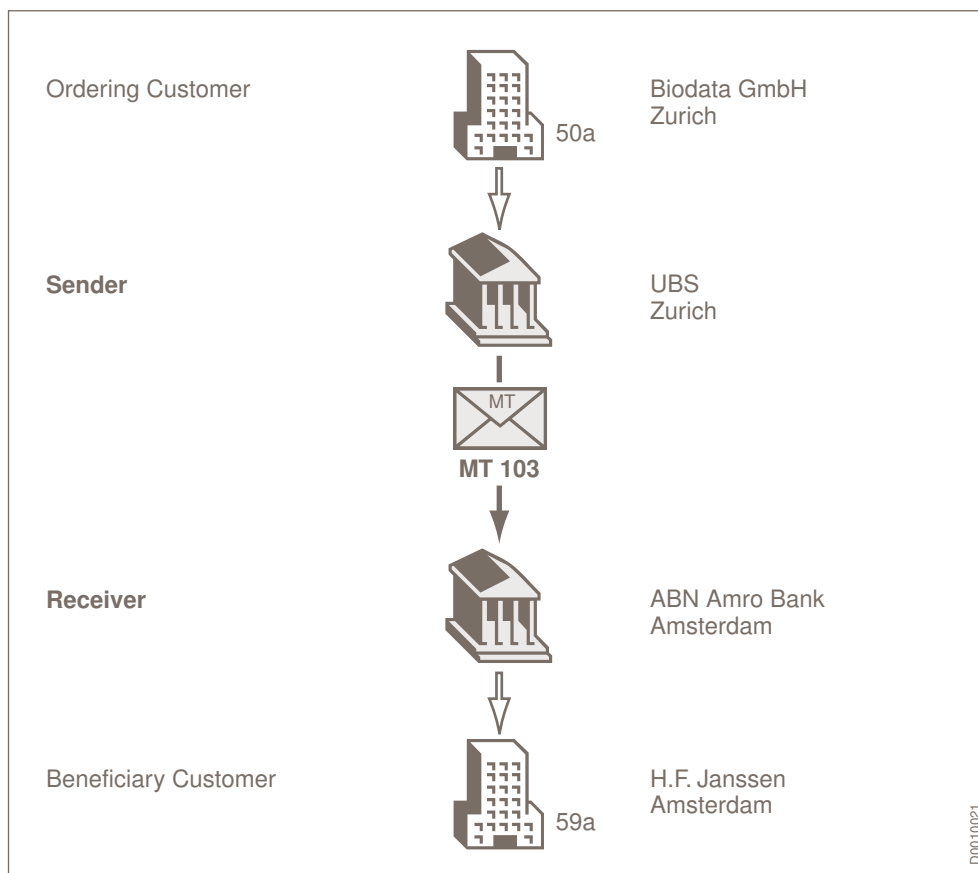 Ordering Customer
50a
Biodata GmbH
Zurich
Sender
UBS
Zurich
MT
MT 103
Receiver
ABN Amro Bank
Amsterdam
Beneficiary Customer
59a
H.F. Janssen
Amsterdam
D0010021